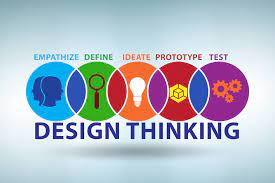 EMPATHIZE DEFINE IDEATE PROTOTYPE TEST
DESIGN THINKING